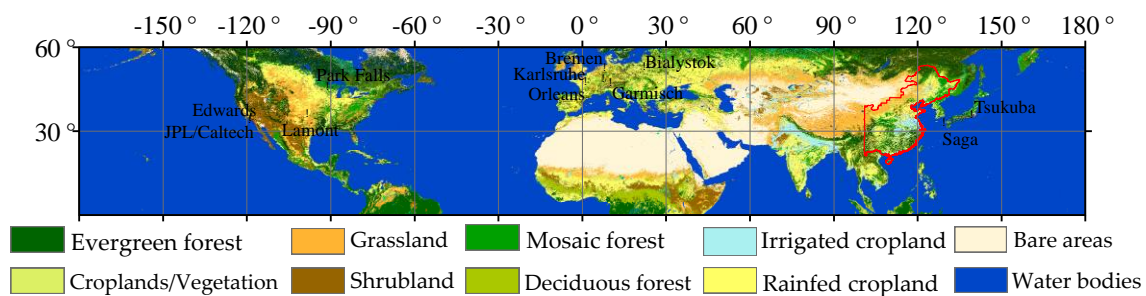 -150 ° -120 ° -90 ° -60 ° -30 ° 0 ° 30 ° 60 ° 90 ° 120 ° 150 ° 180 °
60 °
Bremen
Bialystok
Park Falls
Karlsruhe
Orleans
Garmisch
Edwards
Tsukuba
JPL/Caltech
Lamont
30 °
Saga
Evergreen forest Grassland Mosaic forest Irrigated cropland Bare areas
Croplands/Vegetation Shrubland Deciduous forest Rainfed cropland Water bodies